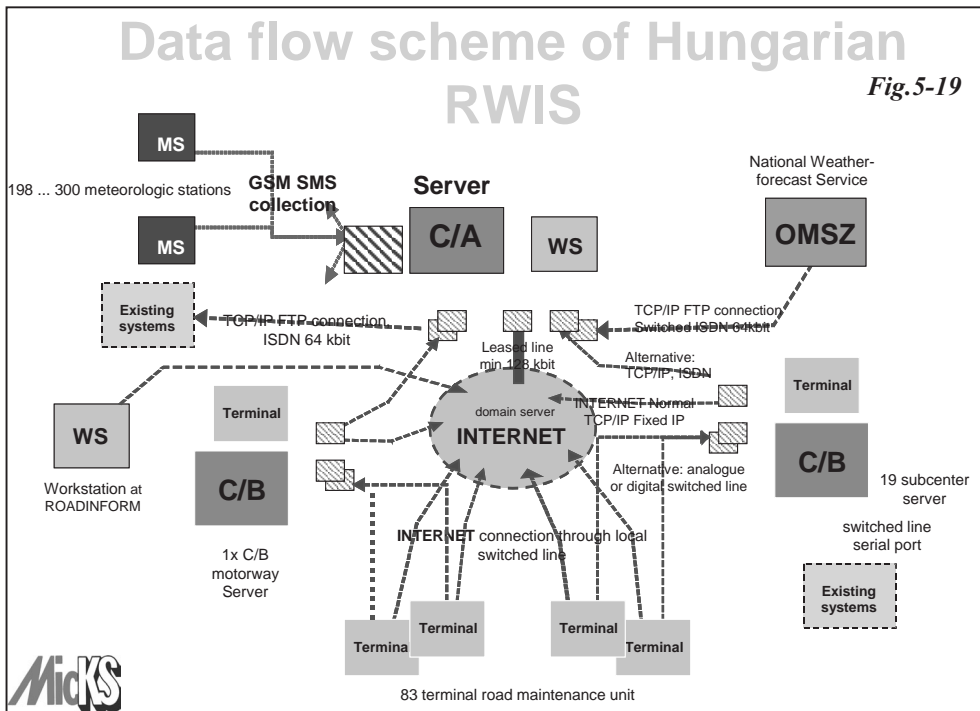 Data flow scheme of Hungarian
RWIS
Fig.5-19
MS
198 ... 300 meteorologic stations
MS
GSM SMS
collection
Server
C/A
WS
National Weather-
forecast Service
OMSZ
Existing
systems
TCP/IP FTP connection,
ISDN 64 kbit
Leased line
min 128 kbit
TCP/IP FTP connection
Switched ISDN 64kbit
Alternative:
TCP/IP, ISDN
Terminal
WS
Workstation at
ROADINFORM
Terminal
C/B
1x C/B
motorway
Server
domain server
INTERNET
INTERNET Normal
TCP/IP Fixed IP
Alternative: analogue
or digital switched line
C/B
19 subcenter
server
switched line
serial port
Existing
systems
INTERNET connection through local
switched line
Terminal
Terminal
Terminal
Terminal
83 terminal road maintenance unit
MicKS